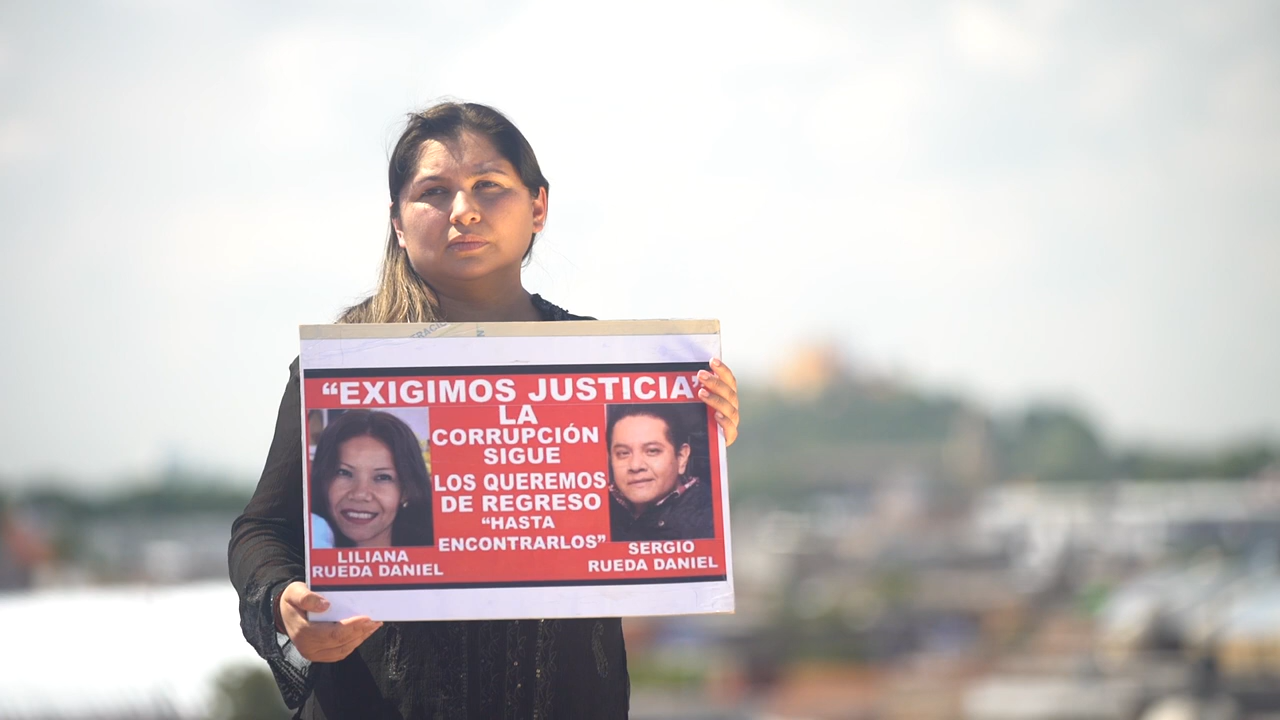 “EXIGIMOS JUSTICIA”
LA
CORRUPCIÓN
SIGUE
LOS QUEREMOS
DE REGRESO
“HASTA
ENCONTRARLOS”
LILIANA
RUEDA DANIEL
SERGIO
RUEDA DANIEL